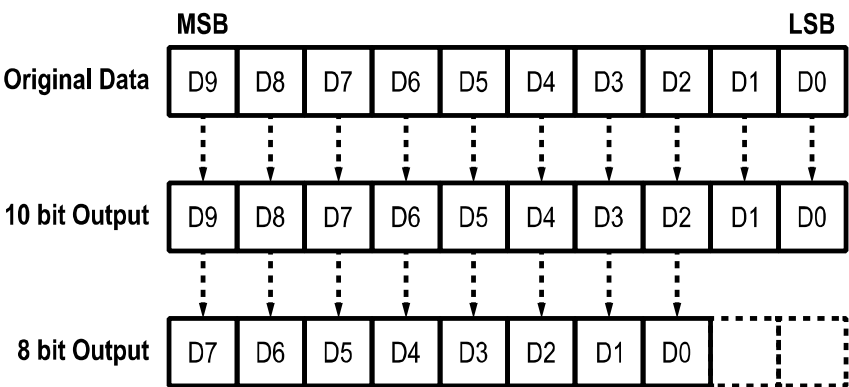 MSB LSB
Original Data D9 D8 D7 D6 D5 D4 D3 D2 D1 D0
10 bit Output D9 D8 D7 D6 D5 D4 D3 D2 D1 D0
8 bit Output D7 D6 D5 D4 D3 D2 D1 D0